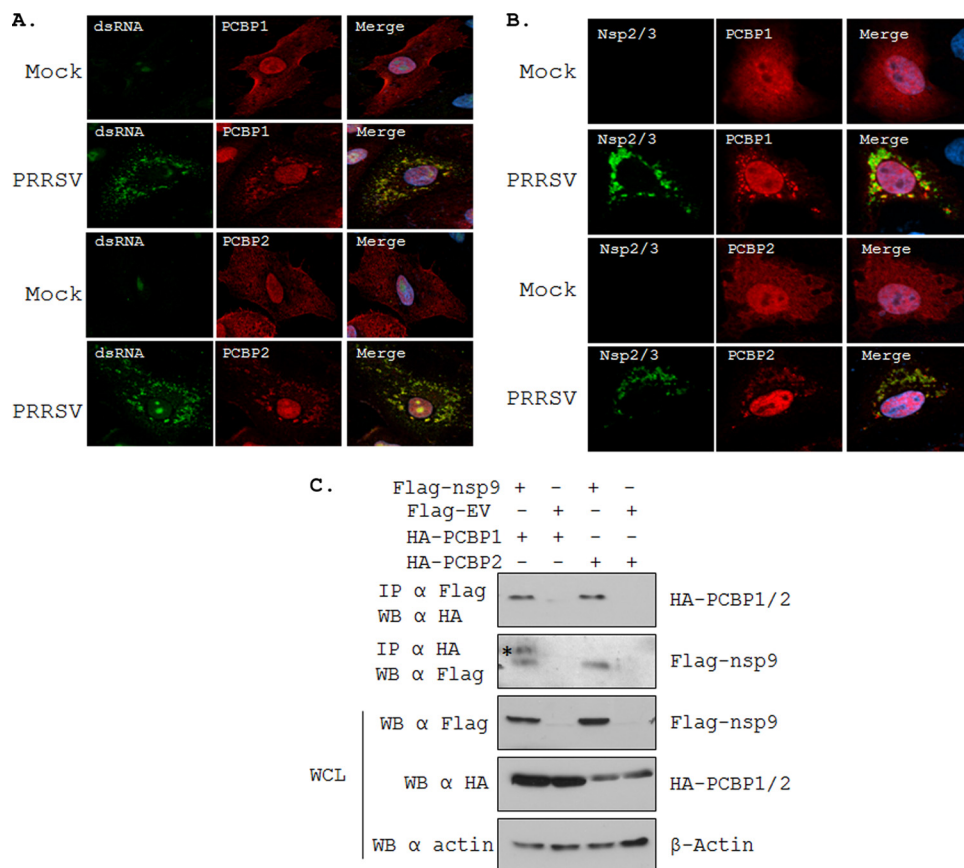 A.
dsRNA PCBP1 Merge
Mock
dsRNA PCBP1 Merge
PRRSV
dsRNA PCBP2 Merge
Mock
dsRNA PCBP2 Merge
PRRSV
B.
Nsp2/3 PCBP1 Merge
Mock
Nsp2/3 PCBP1 Merge
PRRSV
Nsp2/3 PCBP2 Merge
Mock
Nsp2/3 PCBP2 Merge
PRRSV
C.
Flag-nsp9 + – + –
Flag-EV – + – +
HA-PCBP1 + + – –
HA-PCBP2 – – + +
IP α Flag
WB α HA
HA-PCBP1/2
IP α HA *
WB α Flag
Flag-nsp9
WB α Flag Flag-nsp9
WCL
WB α HA HA-PCBP1/2
WB α actin β-Actin